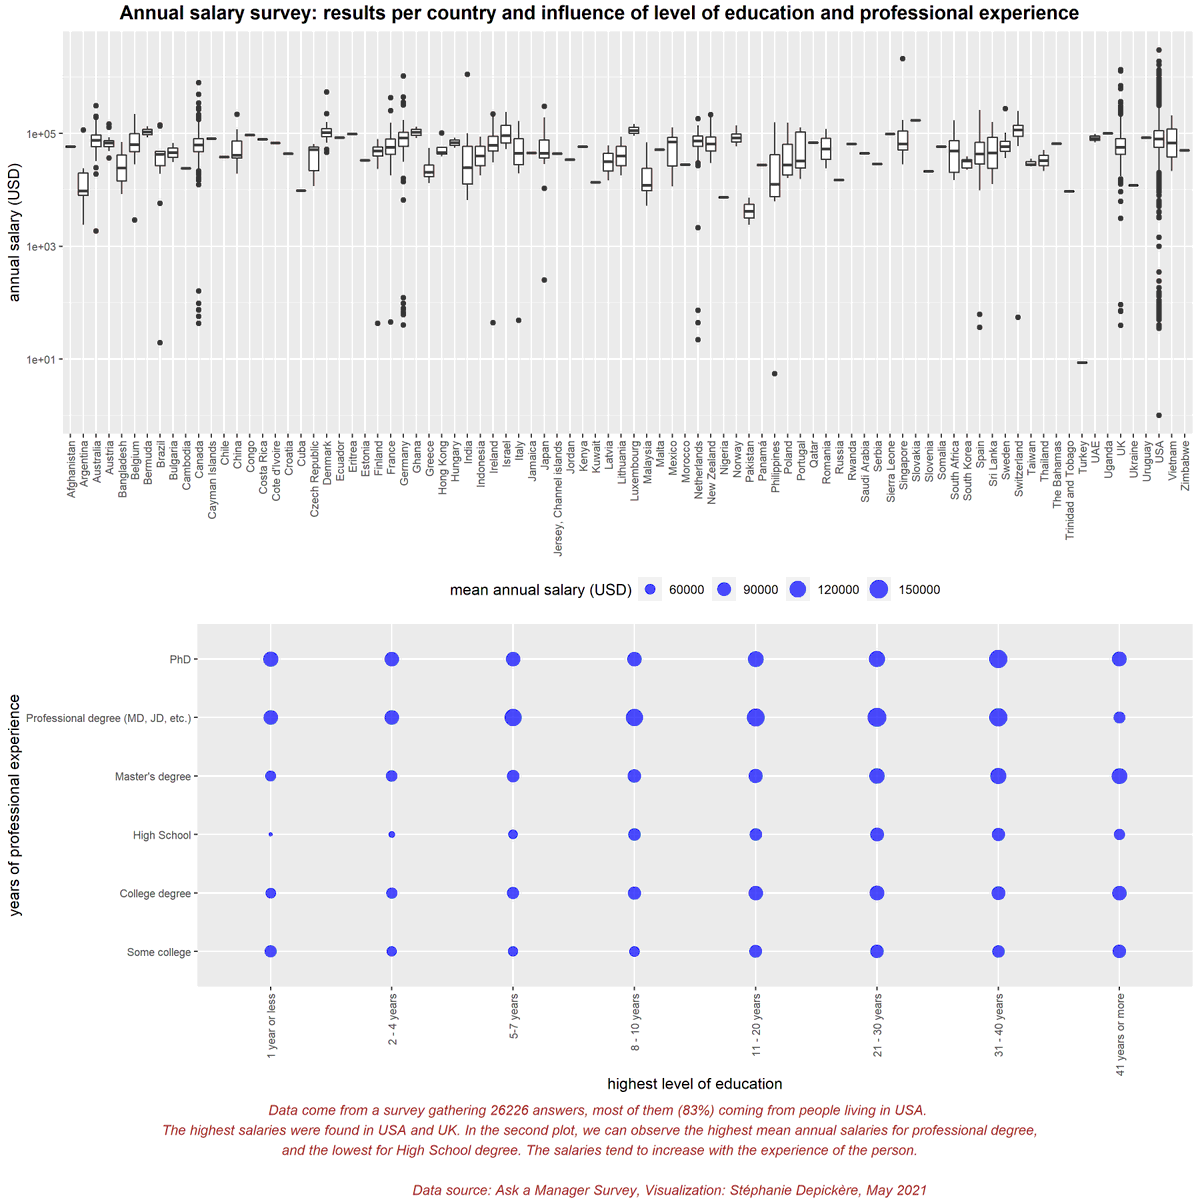 Annual salary survey: results per country and influence of level of education and professional experience
annual salary (USD)
1e+05
1e+03
1e+01
Afghanistan
Argentina
Australia
Austria
Bangladesh
Belgium
Bermuda
Brazil
Bulgaria
Cambodia
Canada
Cayman Islands
Chile
China
Congo
Costa Rica
Cote d'Ivoire
Croatia
Cuba
Czech Republic
Denmark
Ecuador
Eritrea
Estonia
Finland
France
Germany
Ghana
Greece
Hong Kong
Hungary
India
Indonesia
Ireland
Israel
Italy
Jamaica
Japan
Jersey, Channel islands
Jordan
Kenya
Kuwait
Latvia
Lithuania
Luxembourg
Malaysia
Malta
Mexico
Morocco
Netherlands
New Zealand
Nigeria
Norway
Pakistan
Panamá
Philippines
Poland
Portugal
Qatar
Romania
Russia
Rwanda
Saudi Arabia
Serbia
Sierra Leone
Singapore
Slovakia
Slovenia
Somalia
South Africa
South Korea
Spain
Sri Lanka
Sweden
Switzerland
Taiwan
Thailand
The Bahamas
Trinidad and Tobago
Turkey
UAE
Uganda
UK
Ukraine
Uruguay
USA
Vietnam
Zimbabwe
mean annual salary (USD) 60000 90000 120000 150000
years of professional experience
PhD
Professional degree (MD, JD, etc.)
Master's degree
High School
College degree
Some college
1 year or less
2 - 4 years
5-7 years
8 - 10 years
11 - 20 years
21 - 30 years
31 - 40 years
41 years or more
highest level of education
Data come from a survey gathering 26226 answers, most of them (83%) coming from people living in USA.
The highest salaries were found in USA and UK. In the second plot, we can observe the highest mean annual salaries for professional degree,
and the lowest for High School degree. The salaries tend to increase with the experience of the person.
Data source: Ask a Manager Survey, Visualization: Stéphanie Depickère, May 2021